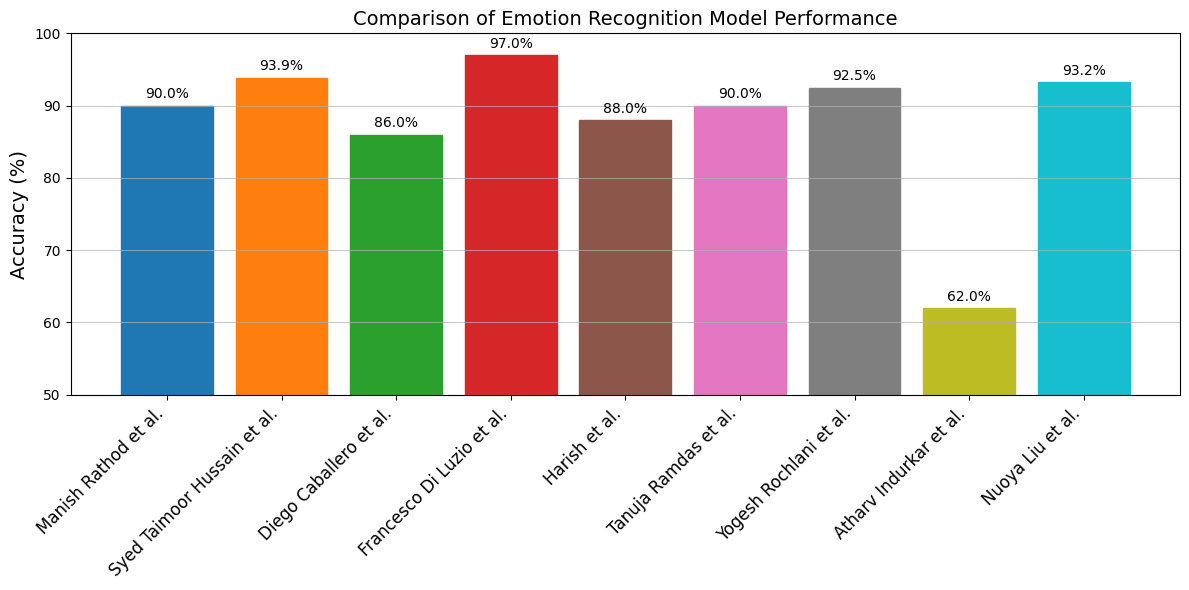 Comparison of Emotion Recognition Model Performance
Accuracy (%)
100
90
80
70
60
50
90.0%
93.9%
86.0%
97.0%
88.0%
90.0%
92.5%
62.0%
93.2%
Manish Rathod et al.
Syed Taimoor Hussain et al.
Diego Caballero et al.
Francesco Di Luzio et al.
Harish et al.
Tanuja Ramdas et al.
Yogesh Rochlani et al.
Atharv Indurkar et al.
Nuoya Liu et al.